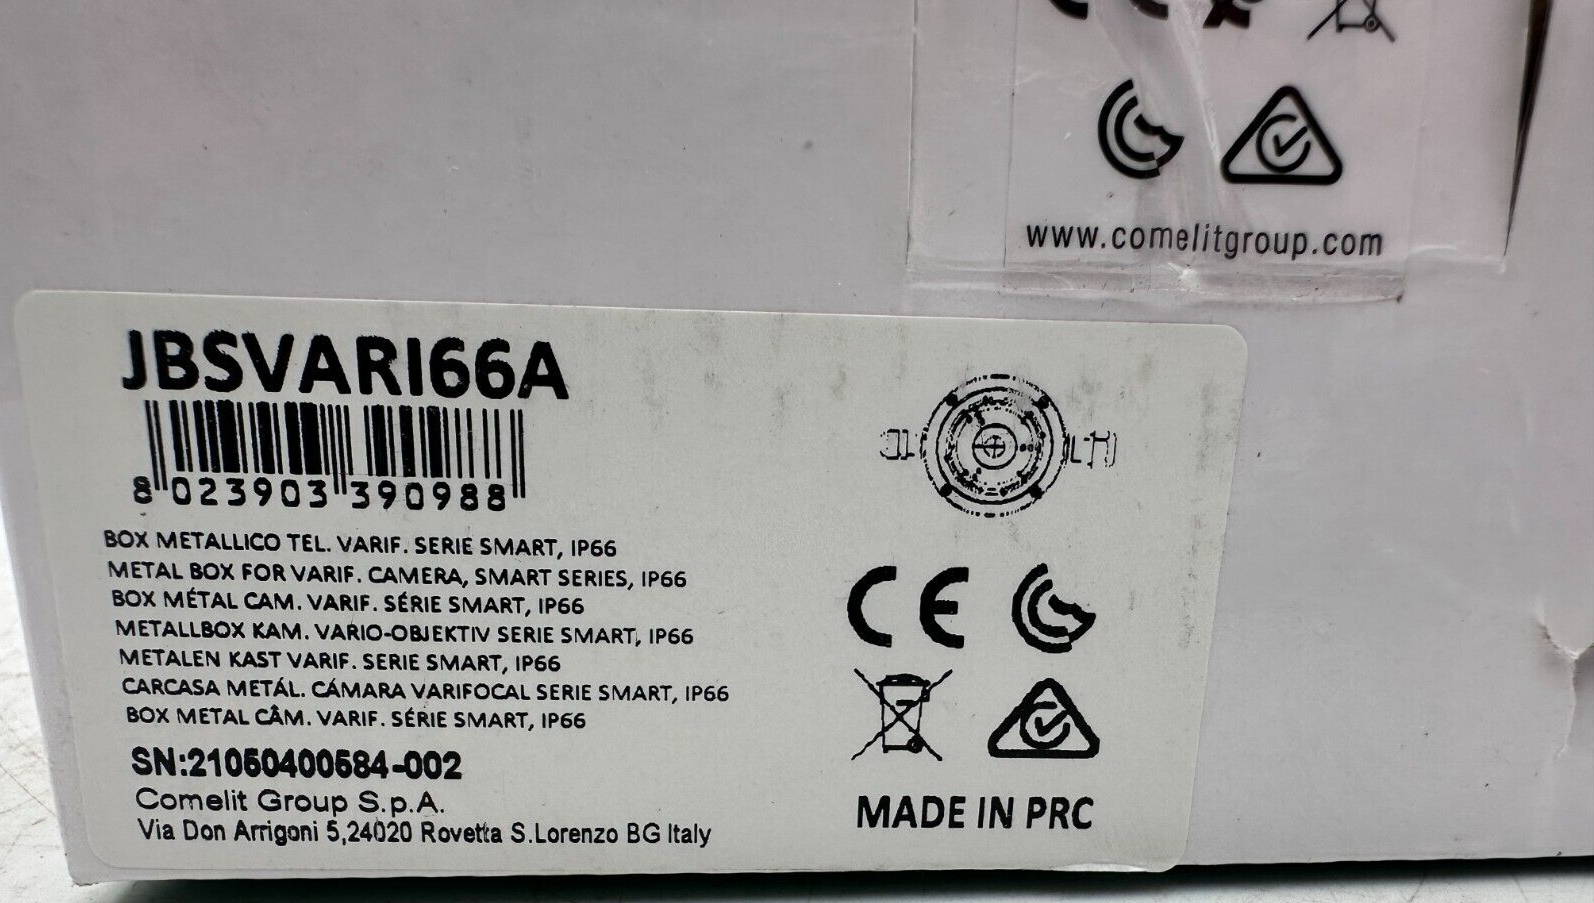 www.comelitgroup.com
JBSVARI66A
8 023903 390988
BOX METALLICO TEL. VARIF. SERIE SMART, IP66
METAL BOX FOR VARIF. CAMERA, SMART SERIES, IP66
BOX MÉTAL CAM. VARIF. SÉRIE SMART, IP66
METALLBOX KAM. VARIO-OBJEKTIV SERIE SMART, IP66
METALEN KAST VARIF. SERIE SMART, IP66
CARCASA METÁL. CÁMARA VARIFOCAL SERIE SMART, IP66
BOX METAL CÂM. VARIF. SÉRIE SMART, IP66
SN:21050400584-002
Comelit Group S.p.A.
Via Don Arrigoni 5,24020 Rovetta S.Lorenzo BG Italy
CE
MADE IN PRC